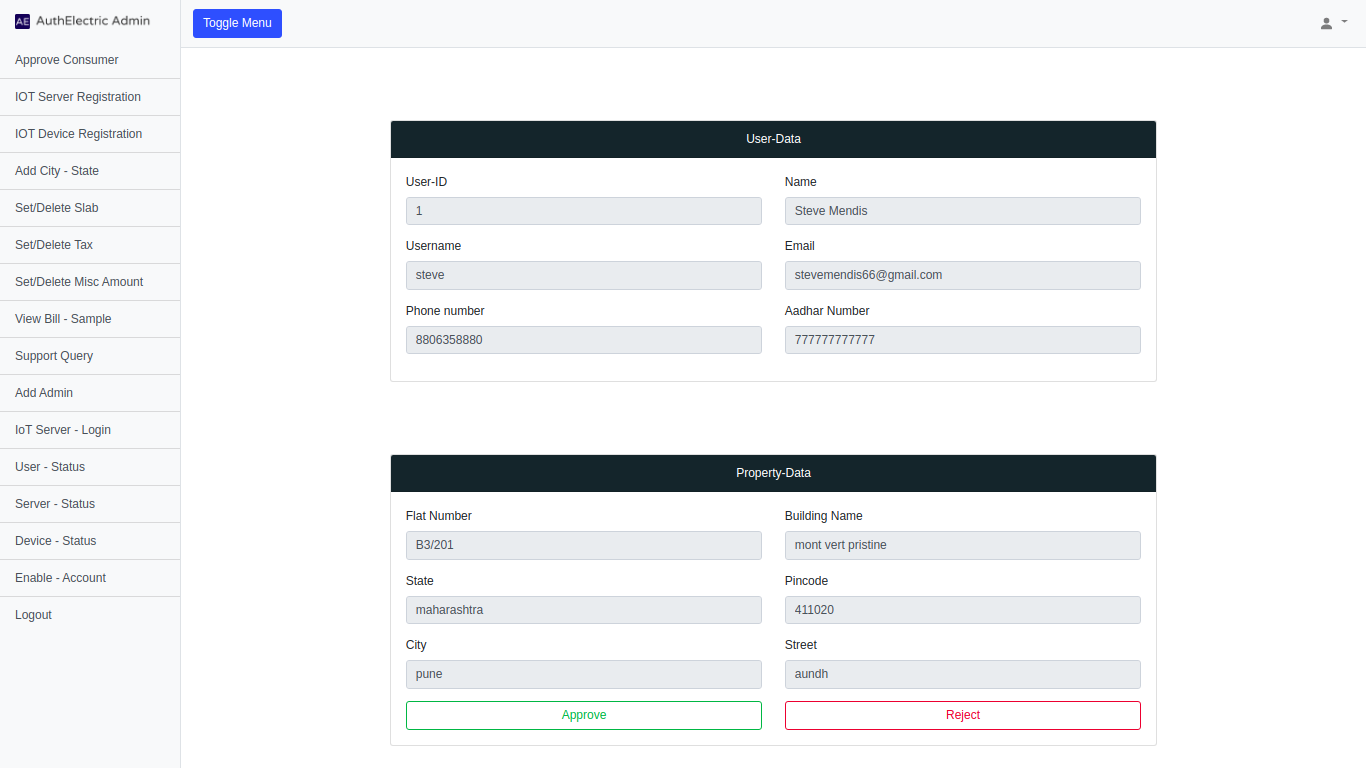 AE AuthElectric Admin
Toggle Menu
Approve Consumer
IOT Server Registration
IOT Device Registration
Add City - State
Set/Delete Slab
Set/Delete Tax
Set/Delete Misc Amount
View Bill - Sample
Support Query
Add Admin
IoT Server - Login
User - Status
Server - Status
Device - Status
Enable - Account
Logout
User-Data
User-ID
1
Name
Steve Mendis
Username
steve
Email
stevemendis66@gmail.com
Phone number
8806358880
Aadhar Number
777777777777
Property-Data
Flat Number
B3/201
Building Name
mont vert pristine
State
maharashtra
Pincode
411020
City
pune
Street
aundh
Approve
Reject